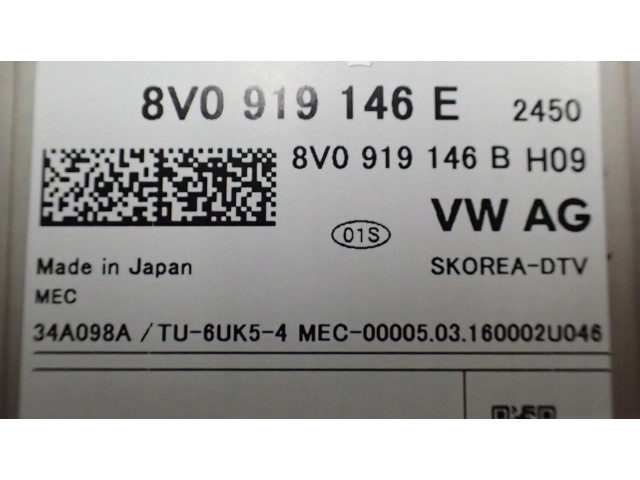 8V0 919 146 E 2450
8V0 919 146 B H09
01S VW AG
Made in Japan SKOREA-DTV
MEC
34A098A / TU-6UK5-4 MEC-00005.03.160002U046